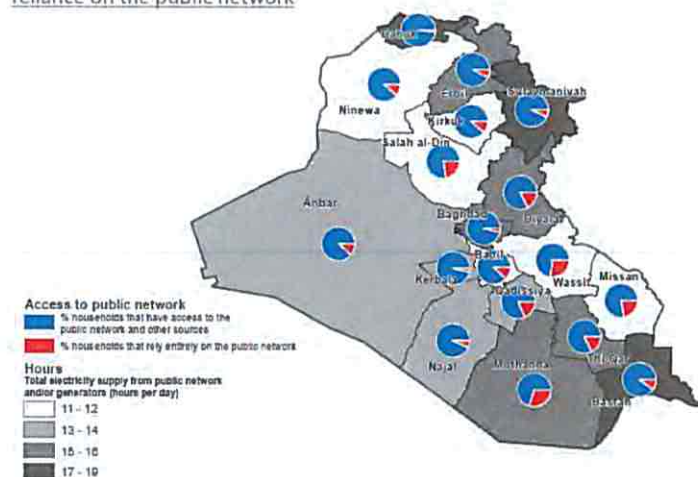 reliance on the public network
Dahuk
Erbil
Ninewa
Sulaymaniyah
Kirkuk
Salah al-Din
Anbar
Diyala
Baghdad
Babil
Kerbala
Wassit
Missan
Qadissiya
Najaf
Thi-Qar
Muthanna
Basrah
Access to public network
% households that have access to the
public network and other sources
% households that rely entirely on the public network
Hours
Total electricity supply from public network
and/or generators (hours per day)
11 - 12
13 - 14
15 - 16
17 - 19